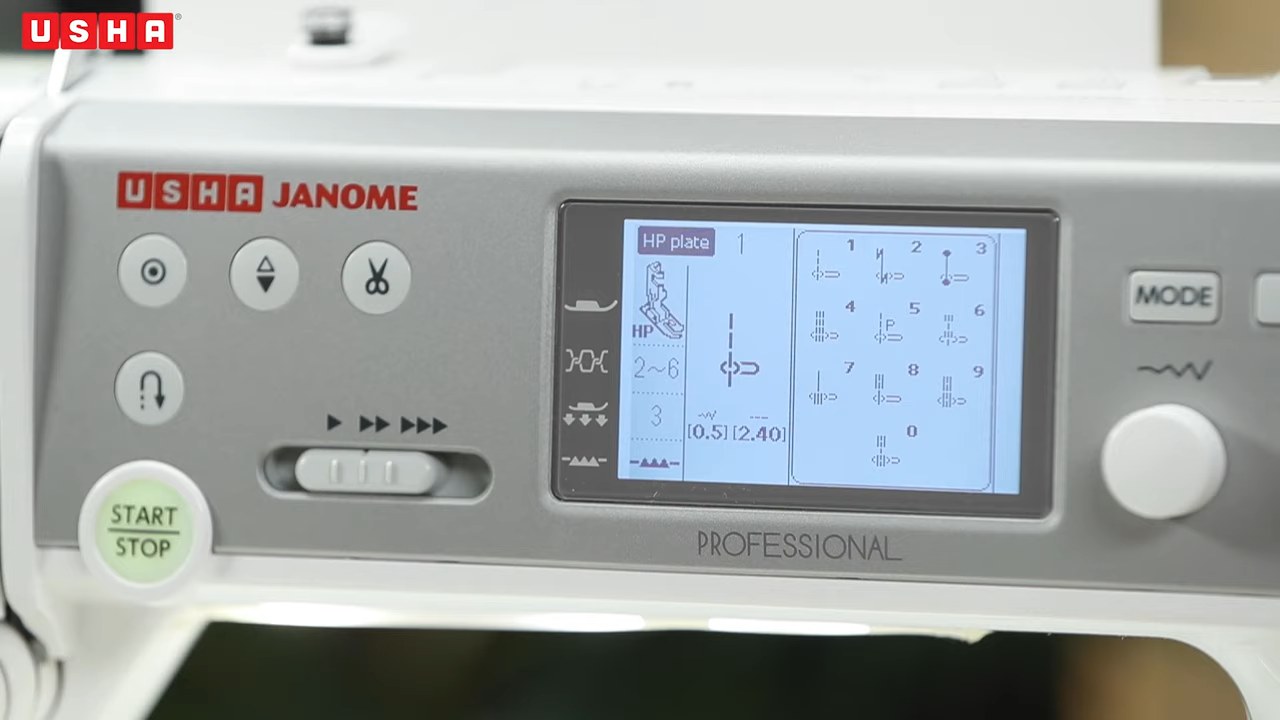 USHA
USHA JANOME
HP plate 1
1 2 3
HP
4 5 6
P
2~6
7 8 9
3
[0.5] [2.40]
0
MODE
START
STOP
PROFESSIONAL